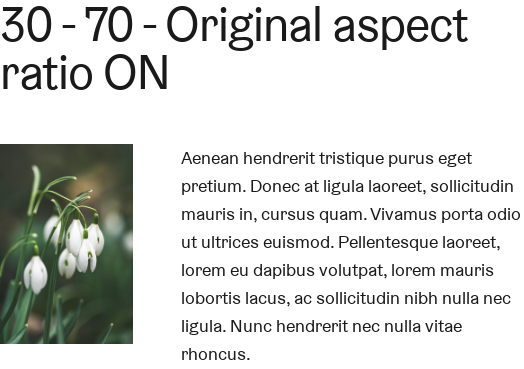 30 - 70 - Original aspect
ratio ON
Aenean hendrerit tristique purus eget
pretium. Donec at ligula laoreet, sollicitudin
mauris in, cursus quam. Vivamus porta odio
ut ultrices euismod. Pellentesque laoreet,
lorem eu dapibus volutpat, lorem mauris
lobortis lacus, ac sollicitudin nibh nulla nec
ligula. Nunc hendrerit nec nulla vitae
rhoncus.